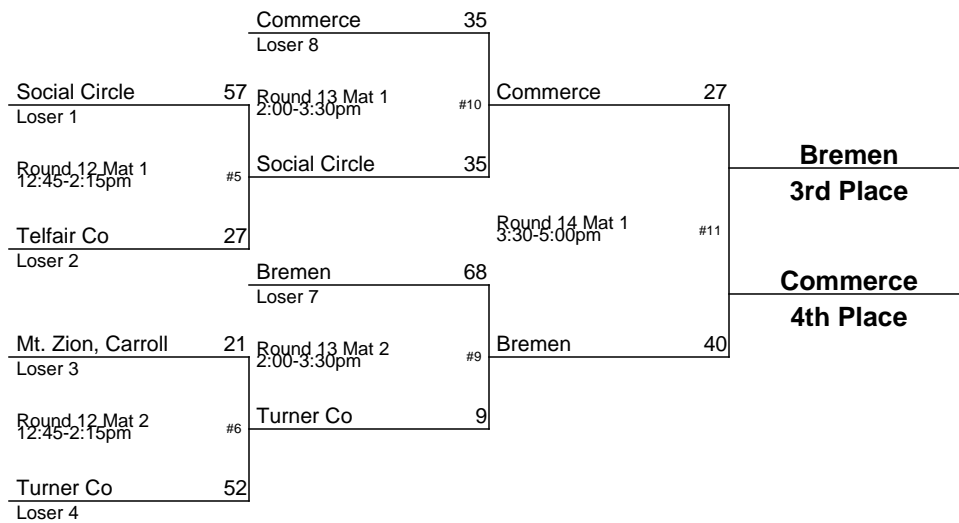 Commerce 35
Loser 8
Social Circle 57
Loser 1
Round 13 Mat 1
2:00-3:30pm
#10
Commerce 27
Round 12 Mat 1
12:45-2:15pm
#5
Social Circle 35
Bremen
3rd Place
Telfair Co 27
Loser 2
Round 14 Mat 1
3:30-5:00pm
#11
Bremen 68
Loser 7
Commerce
4th Place
Mt. Zion, Carroll 21
Loser 3
Round 13 Mat 2
2:00-3:30pm
#9
Bremen 40
Round 12 Mat 2
12:45-2:15pm
#6
Turner Co 9
Turner Co 52
Loser 4